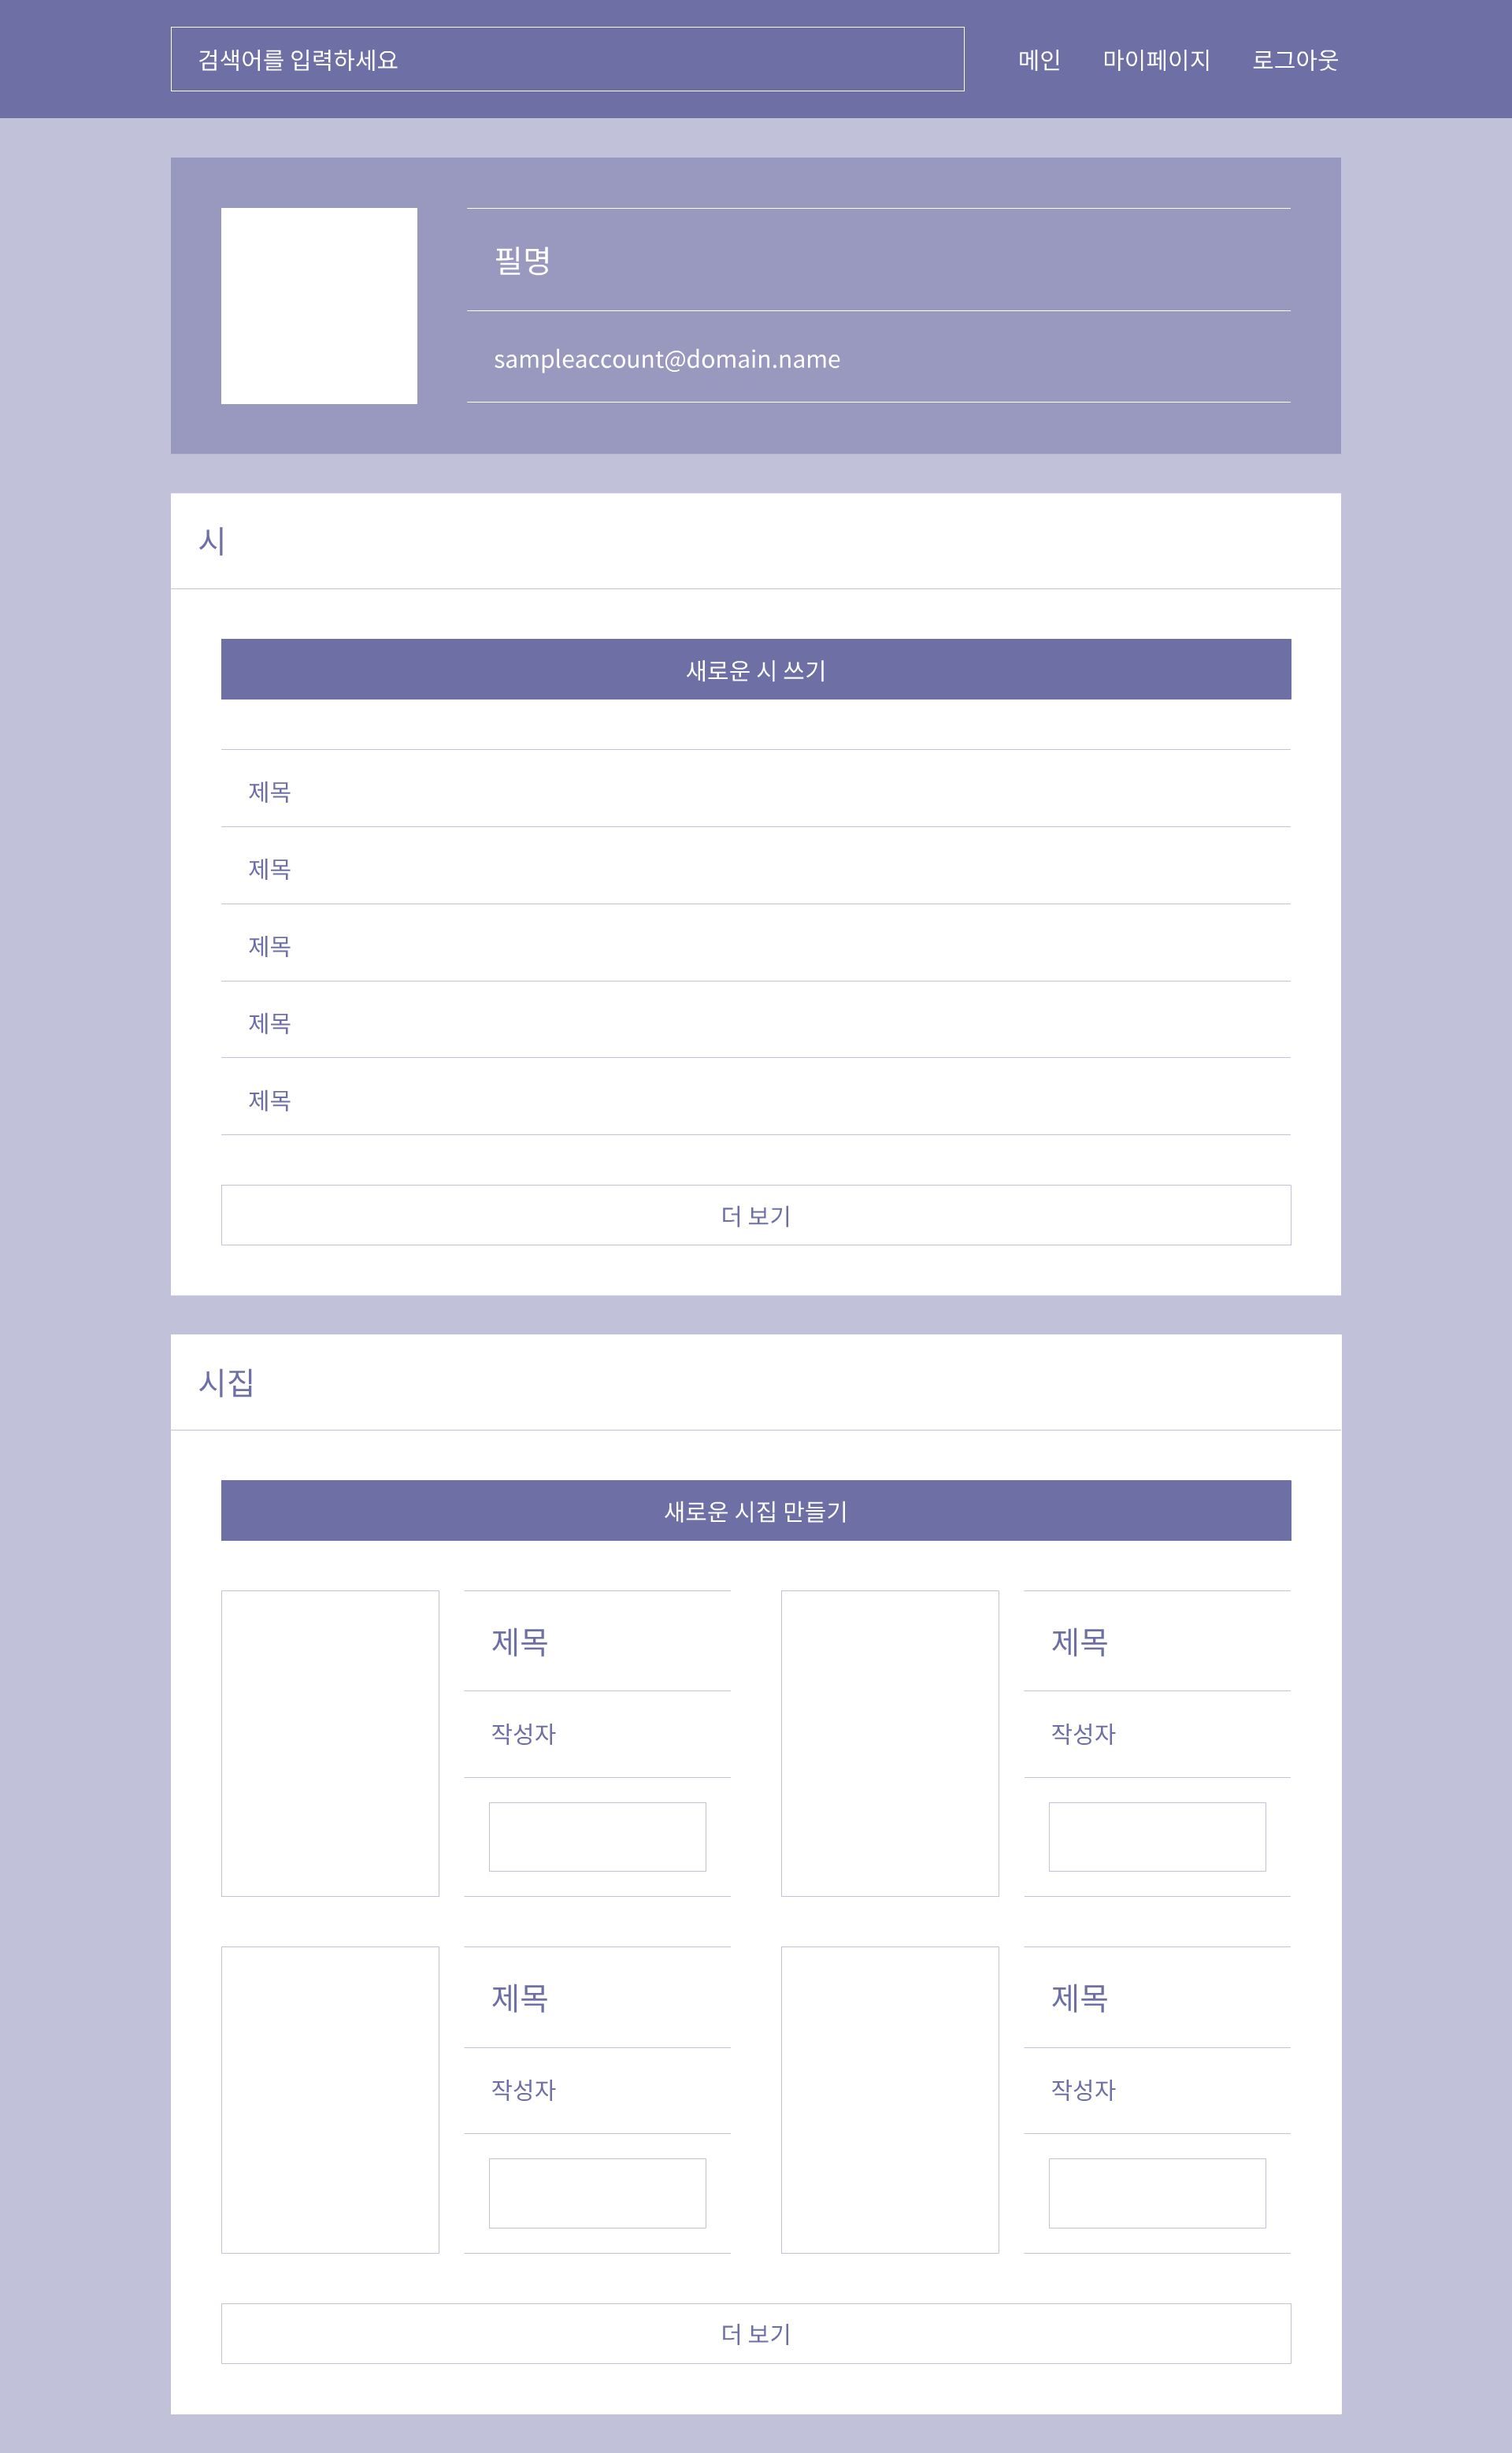 검색어를 입력하세요
메인
마이페이지
로그아웃
필명
sampleaccount@domain.name
시
새로운 시 쓰기
제목
제목
제목
제목
제목
더 보기
시집
새로운 시집 만들기
제목
작성자
제목
작성자
제목
작성자
제목
작성자
더 보기